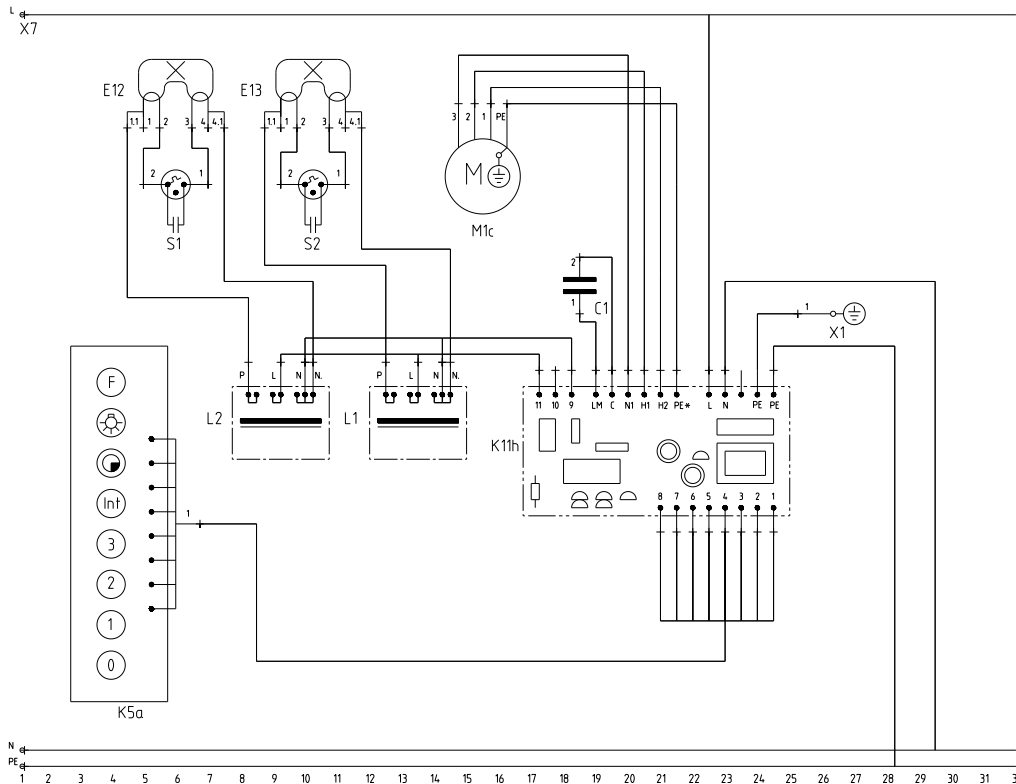 L
X7
E12
E13
1.1 1 2 3 4 4.1
1.1 1 2 3 4 4.1
3 2 1 PE
2 1
2 1
M
S1
S2
M1c
2
1
C1
1
X1
P L N N.
P L N N.
11 10 9 LM C N1 H1 H2 PE* L N PE PE
L2
L1
K11h
F
Int
3
2
1
0
1
8 7 6 5 4 3 2 1
K5a
N
PE
1 2 3 4 5 6 7 8 9 10 11 12 13 14 15 16 17 18 19 20 21 22 23 24 25 26 27 28 29 30 31 3